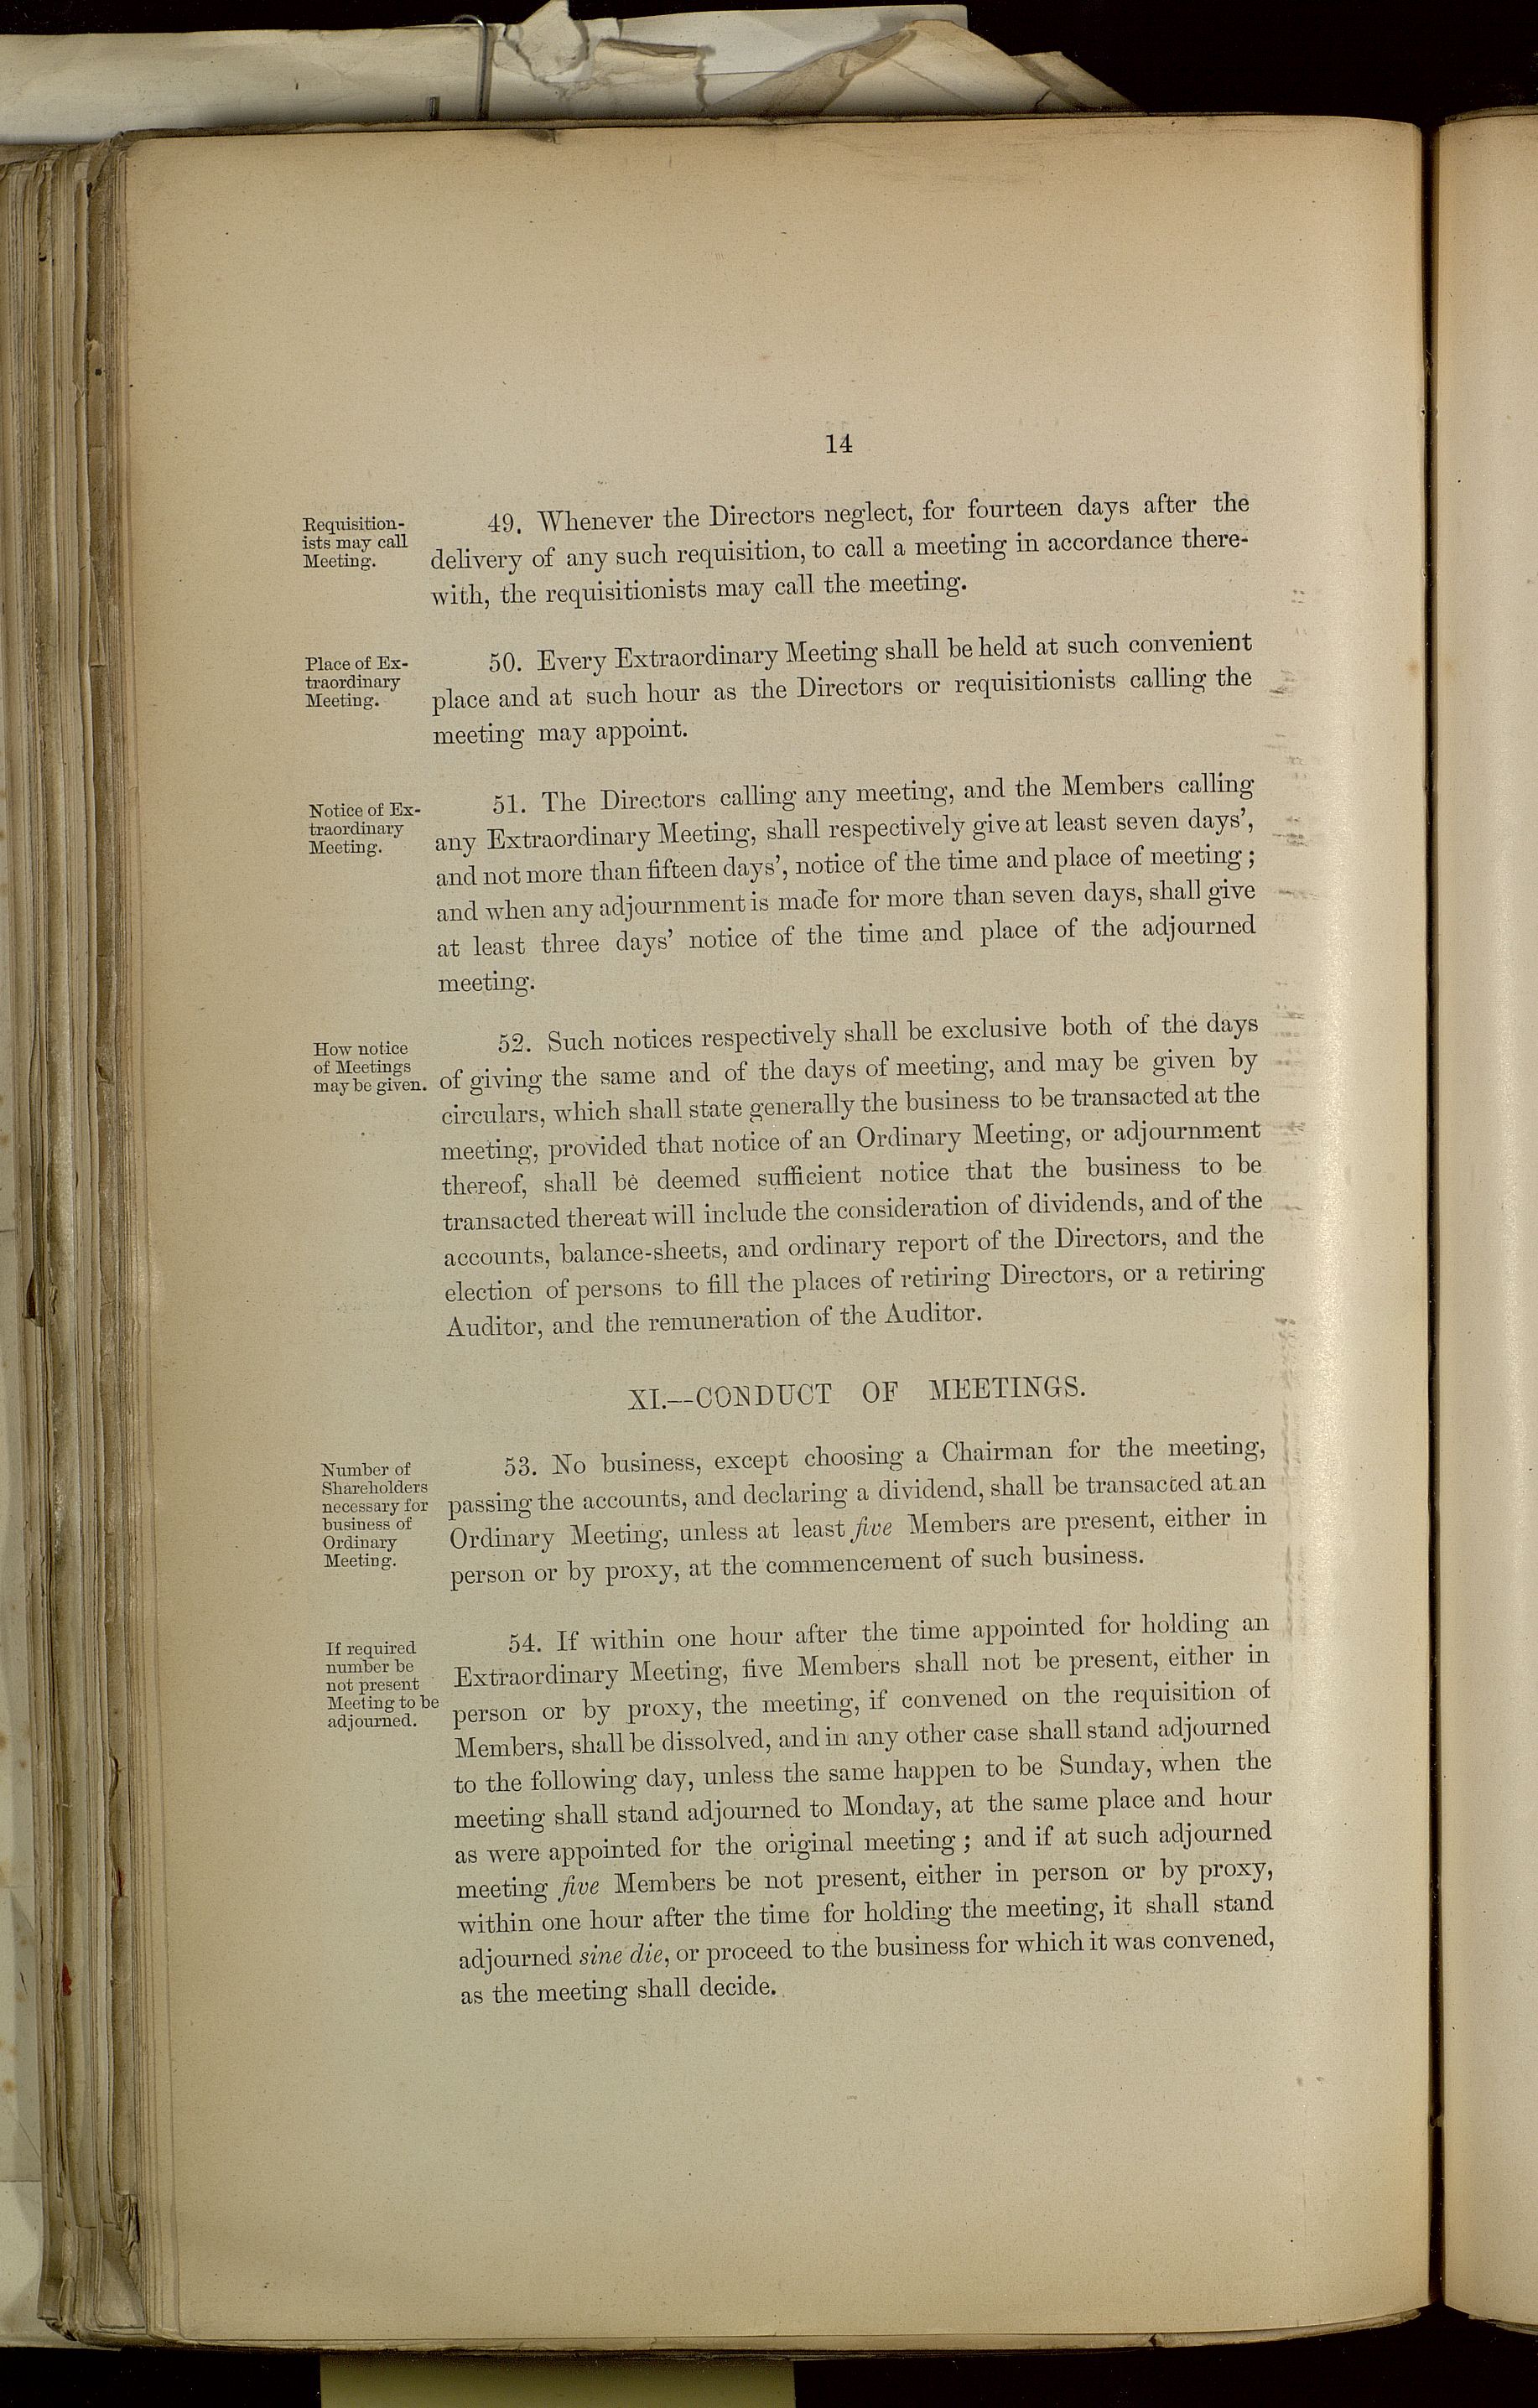 14
Requisition-
ists may call
Meeting.
49. Whenever the Directors neglect, for fourteen days after the
delivery of any such requisition, to call a meeting in accordance there-
with, the requisitionists may call the meeting.
Place of Ex-
traordinary
Meeting.
50. Every Extraordinary Meeting shall be held at such convenient
place and at such hour as the Directors or requisitionists calling the
meeting may appoint.
Notice of Ex-
traordinary
Meeting.
51. The Directors calling any meeting, and the Members calling
any Extraordinary Meeting, shall respectively give at least seven days’,
and not more than fifteen days’, notice of the time and place of meeting;
and when any adjournment is made for more than seven days, shall give
at least three days’ notice of the time and place of the adjourned
meeting.
How notice
of Meetings
may be given.
52. Such notices respectively shall be exclusive both of the days
of giving the same and of the days of meeting, and may be given by
circulars, which shall state generally the business to be transacted at the
meeting, provided that notice of an Ordinary Meeting, or adjournment
thereof, shall be deemed sufficient notice that the business to be
transacted thereat will include the consideration of dividends, and of the
accounts, balance-sheets, and ordinary report of the Directors, and the
election of persons to fill the places of retiring Directors, or a retiring
Auditor, and the remuneration of the Auditor.
XI.—CONDUCT OF MEETINGS.
Number of
Shareholders
necessary for
business of
Ordinary
Meeting.
53. No business, except choosing a Chairman for the meeting,
passing the accounts, and declaring a dividend, shall be transacted at an
Ordinary Meeting, unless at least five Members are present, either in
person or by proxy, at the commencement of such business.
If required
number be
not present
Meeting to be
adjourned.
54. If within one hour after the time appointed for holding an
Extraordinary Meeting, five Members shall not be present, either in
person or by proxy, the meeting, if convened on the requisition of
Members, shall be dissolved, and in any other case shall stand adjourned
to the following day, unless the same happen to be Sunday, when the
meeting shall stand adjourned to Monday, at the same place and hour
as were appointed for the original meeting; and if at such adjourned
meeting five Members be not present, either in person or by proxy,
within one hour after the time for holding the meeting, it shall stand
adjourned sine die, or proceed to the business for which it was convened,
as the meeting shall decide.